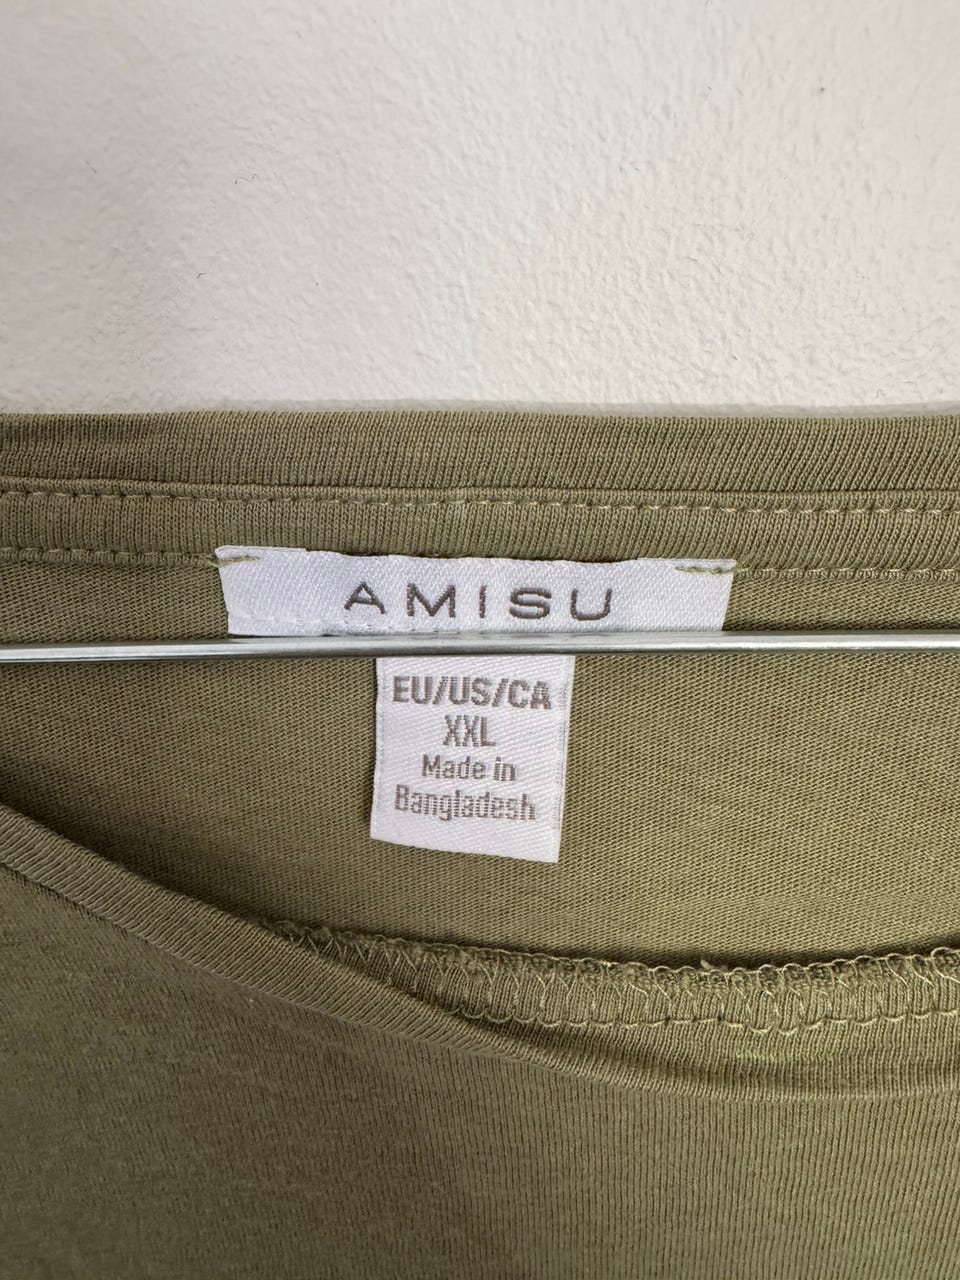 AMISU
EU/US/CA
XXL
Made in
Bangladesh